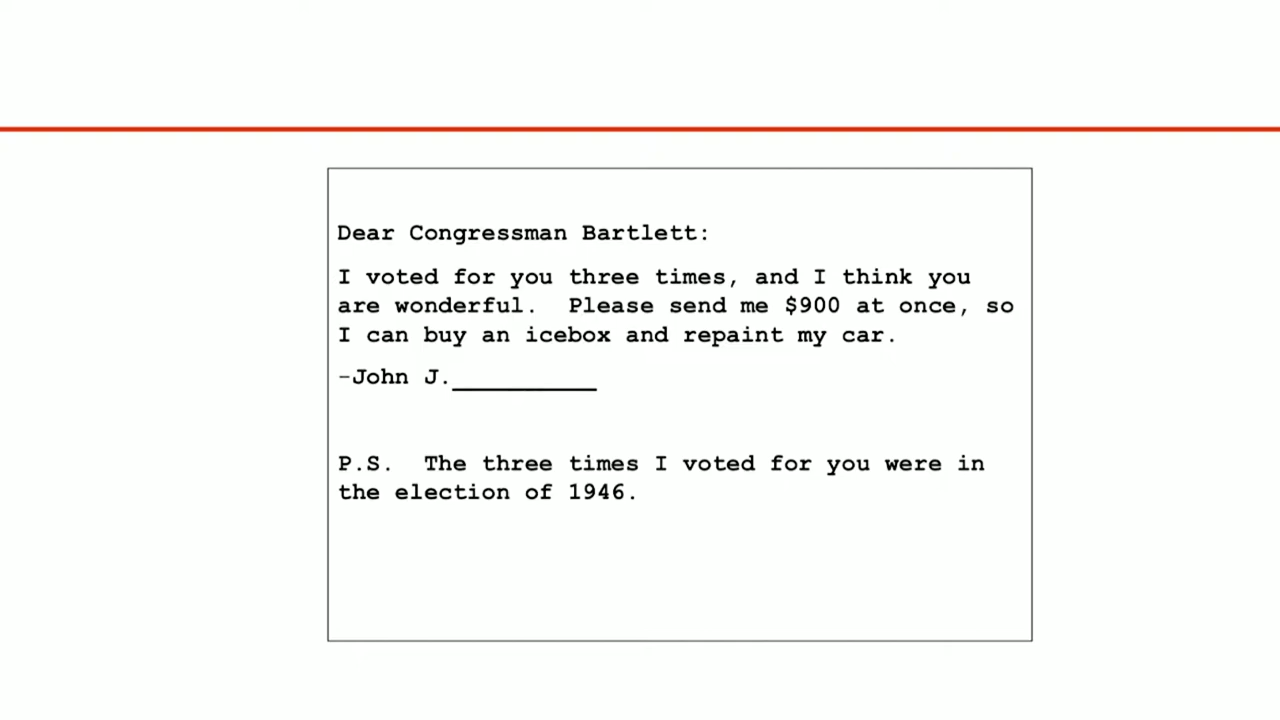 Dear Congressman Bartlett:
I voted for you three times, and I think you
are wonderful.  Please send me $900 at once, so
I can buy an icebox and repaint my car.
-John J.__________
P.S.  The three times I voted for you were in
the election of 1946.